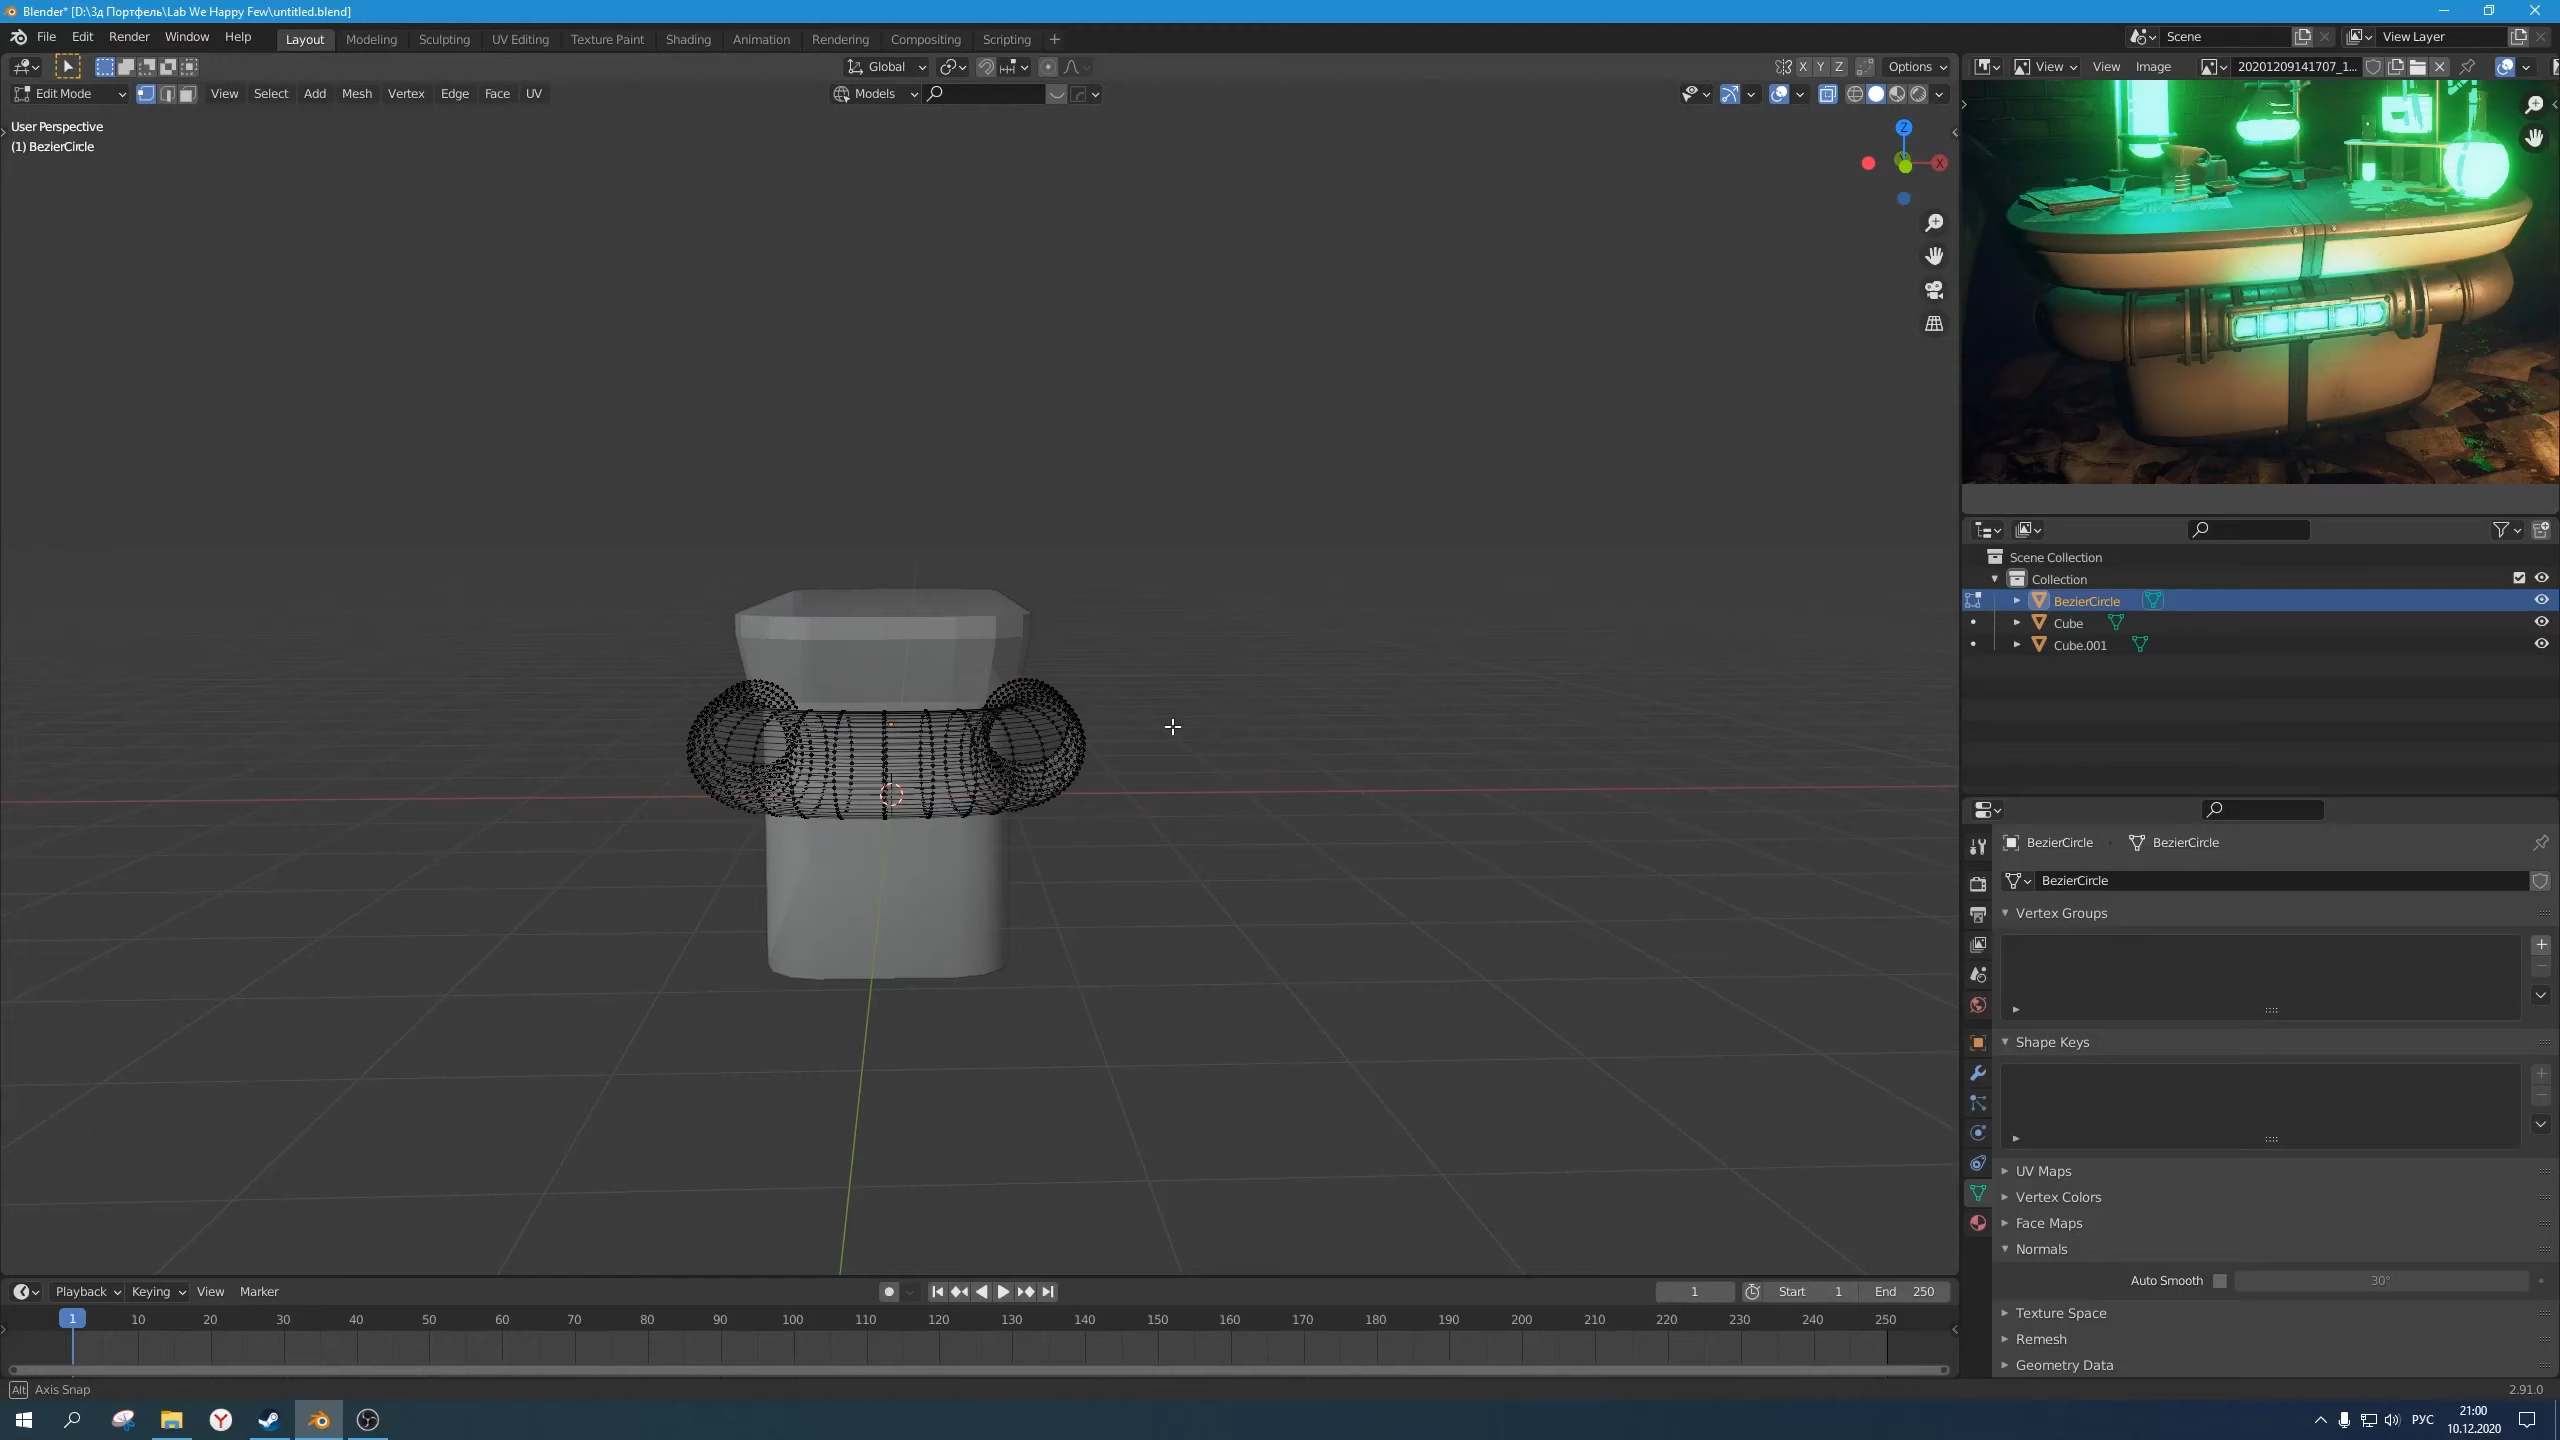 Blender* [D:\3д Портфель\Lab We Happy Few\untitled.blend]
File Edit Render Window Help Layout Modeling Sculpting UV Editing Texture Paint Shading Animation Rendering Compositing Scripting + Scene View Layer
Global X Y Z Options View View Image 20201209141707_1...
Edit Mode View Select Add Mesh Vertex Edge Face UV Models
User Perspective
(1) BezierCircle
Z
X
Scene Collection
Collection
BezierCircle
Cube
Cube.001
BezierCircle BezierCircle
BezierCircle
Vertex Groups
Shape Keys
UV Maps
Vertex Colors
Face Maps
Normals
Auto Smooth 30°
Texture Space
Remesh
Geometry Data
Playback Keying View Marker 1 Start 1 End 250
1 10 20 30 40 50 60 70 80 90 100 110 120 130 140 150 160 170 180 190 200 210 220 230 240 250
Alt Axis Snap 2.91.0
РУС 21:00
10.12.2020